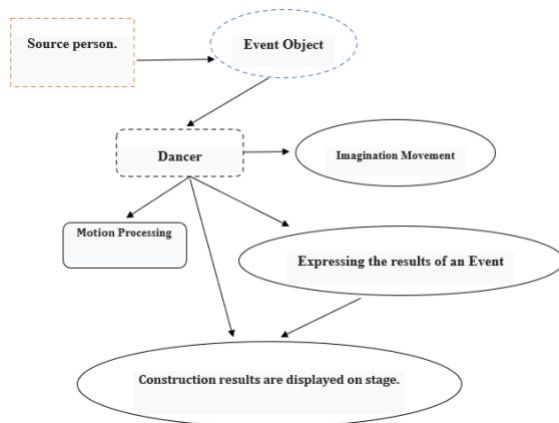 Source person.
Event Object
Dancer
Imagination Movement
Motion Processing
Expressing the results of an Event
Construction results are displayed on stage.